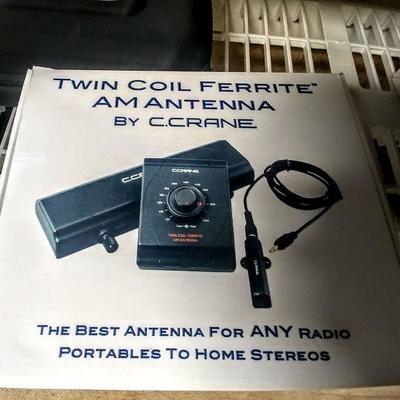 TWIN COIL FERRITE™
AM ANTENNA
BY C.CRANE
C.CRANE
TWIN COIL FERRITE
AM ANTENNA
THE BEST ANTENNA FOR ANY RADIO
PORTABLES TO HOME STEREOS